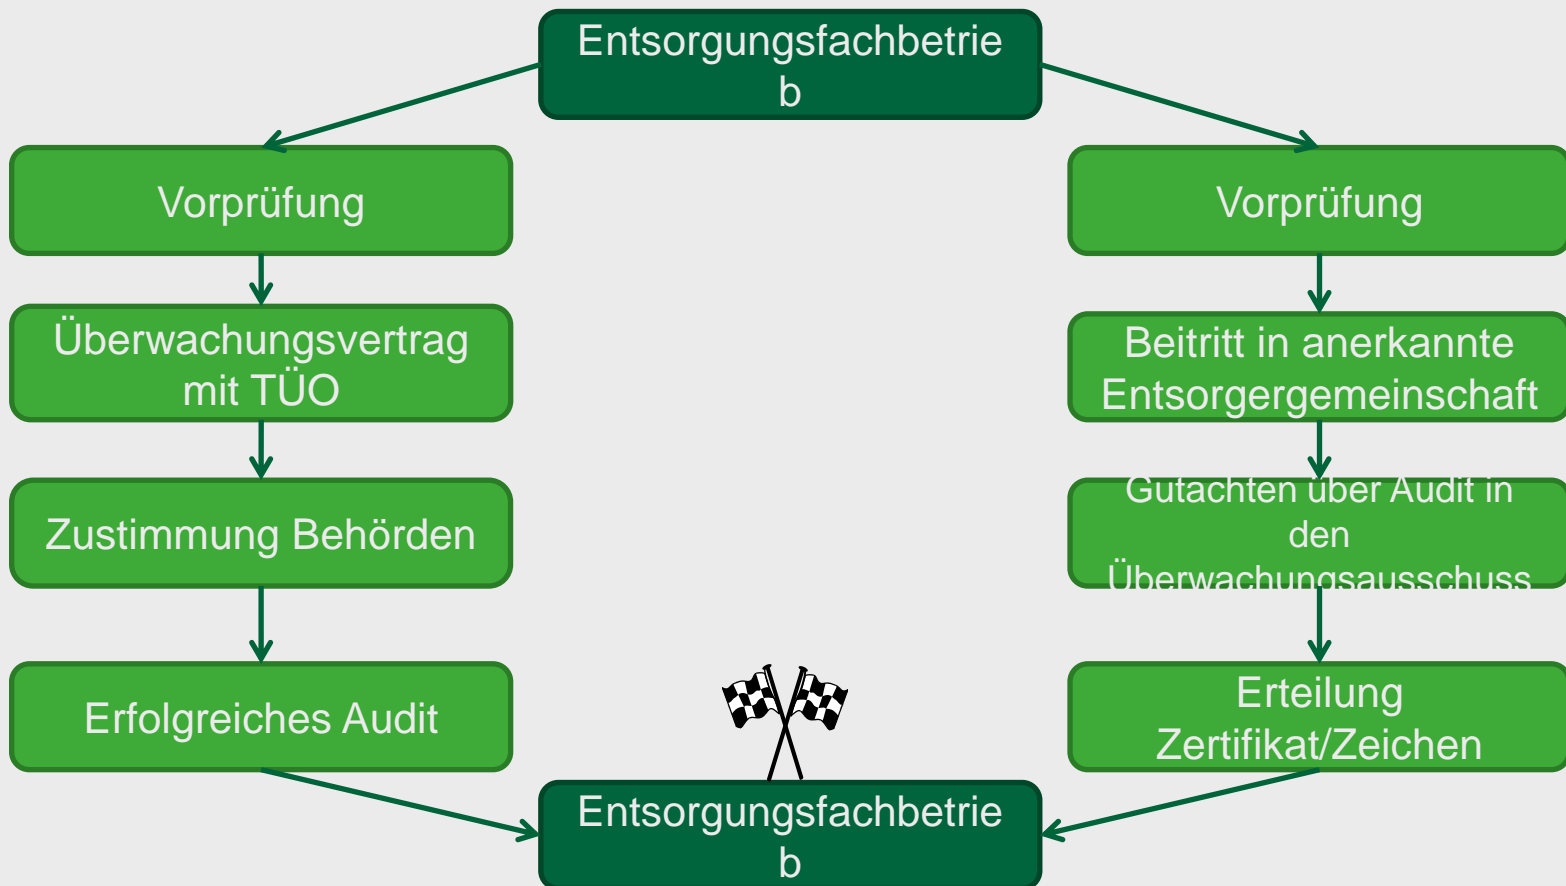 Entsorgungsfachbetrie
b
Vorprüfung
Überwachungsvertrag
mit TÜO
Zustimmung Behörden
Erfolgreiches Audit
Vorprüfung
Beitritt in anerkannte
Entsorgergemeinschaft
Gutachten über Audit in
den
Überwachungsausschuss
Erteilung
Zertifikat/Zeichen
Entsorgungsfachbetrie
b